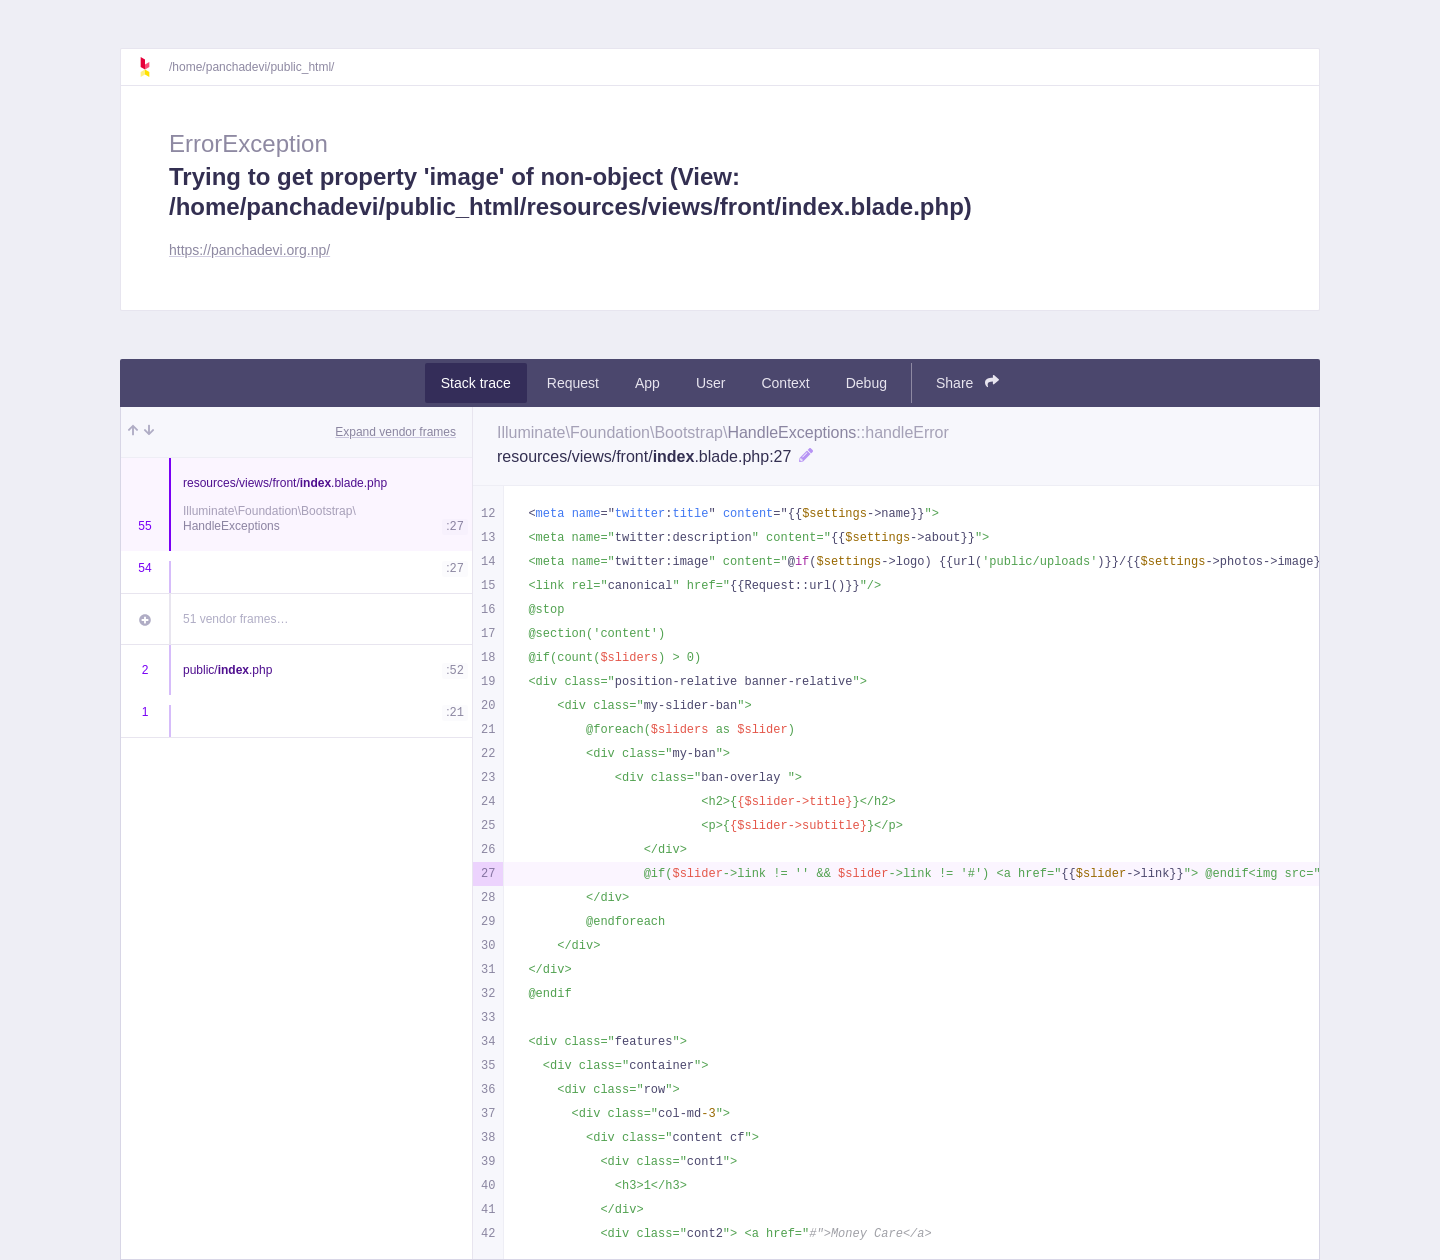 /home/panchadevi/public_html/
ErrorException
Trying to get property 'image' of non-object (View:
/home/panchadevi/public_html/resources/views/front/index.blade.php)
https://panchadevi.org.np/
Stack trace
Request
App
User
Context
Debug
Share
Expand vendor frames
resources/views/front/index.blade.php
Illuminate\Foundation\Bootstrap\
55 HandleExceptions :27
54 :27
51 vendor frames…
2 public/index.php :52
1 :21
Illuminate\Foundation\Bootstrap\HandleExceptions::handleError
resources/views/front/index.blade.php:27
12 <meta name="twitter:title" content="{{$settings->name}}">
13 <meta name="twitter:description" content="{{$settings->about}}">
14 <meta name="twitter:image" content="@if($settings->logo) {{url('public/uploads')}}/{{$settings->photos->image}
15 <link rel="canonical" href="{{Request::url()}}"/>
16 @stop
17 @section('content')
18 @if(count($sliders) > 0)
19 <div class="position-relative banner-relative">
20 <div class="my-slider-ban">
21 @foreach($sliders as $slider)
22 <div class="my-ban">
23 <div class="ban-overlay ">
24 <h2>{{$slider->title}}</h2>
25 <p>{{$slider->subtitle}}</p>
26 </div>
27 @if($slider->link != '' && $slider->link != '#') <a href="{{$slider->link}}"> @endif<img src="
28 </div>
29 @endforeach
30 </div>
31 </div>
32 @endif
33
34 <div class="features">
35 <div class="container">
36 <div class="row">
37 <div class="col-md-3">
38 <div class="content cf">
39 <div class="cont1">
40 <h3>1</h3>
41 </div>
42 <div class="cont2"> <a href="#">Money Care</a>